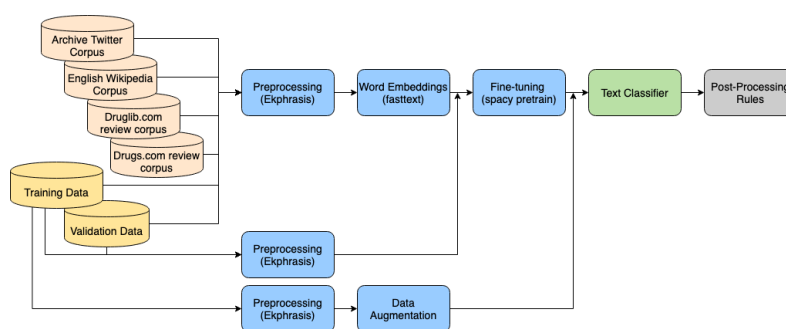 Archive Twitter
Corpus
English Wikipedia
Corpus
Druglib.com
review corpus
Drugs.com review
corpus
Training Data
Validation Data
Preprocessing
(Ekphrasis)
Word Embeddings
(fasttext)
Fine-tuning
(spacy pretrain)
Text Classifier
Post-Processing
Rules
Preprocessing
(Ekphrasis)
Preprocessing
(Ekphrasis)
Data
Augmentation